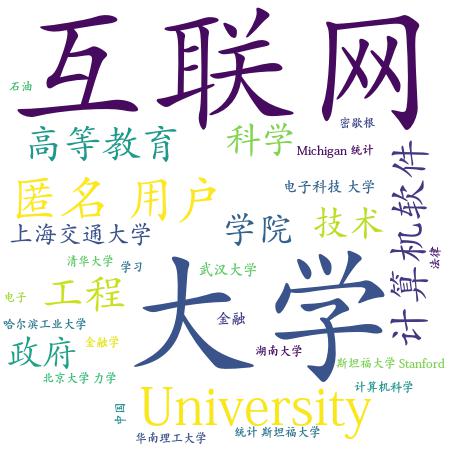 互联网
石油
密歇根
高等教育
科学
Michigan 统计
计算机软件
匿名 用户
电子科技 大学
技术
学院
上海交通大学
法律
清华大学
学习
武汉大学
大学
电子
工程
金融
哈尔滨工业大学
金融学
湖南大学
政府
斯坦福大学 Stanford
北京大学 力学
计算机科学
University
中国
华南理工大学
统计 斯坦福大学